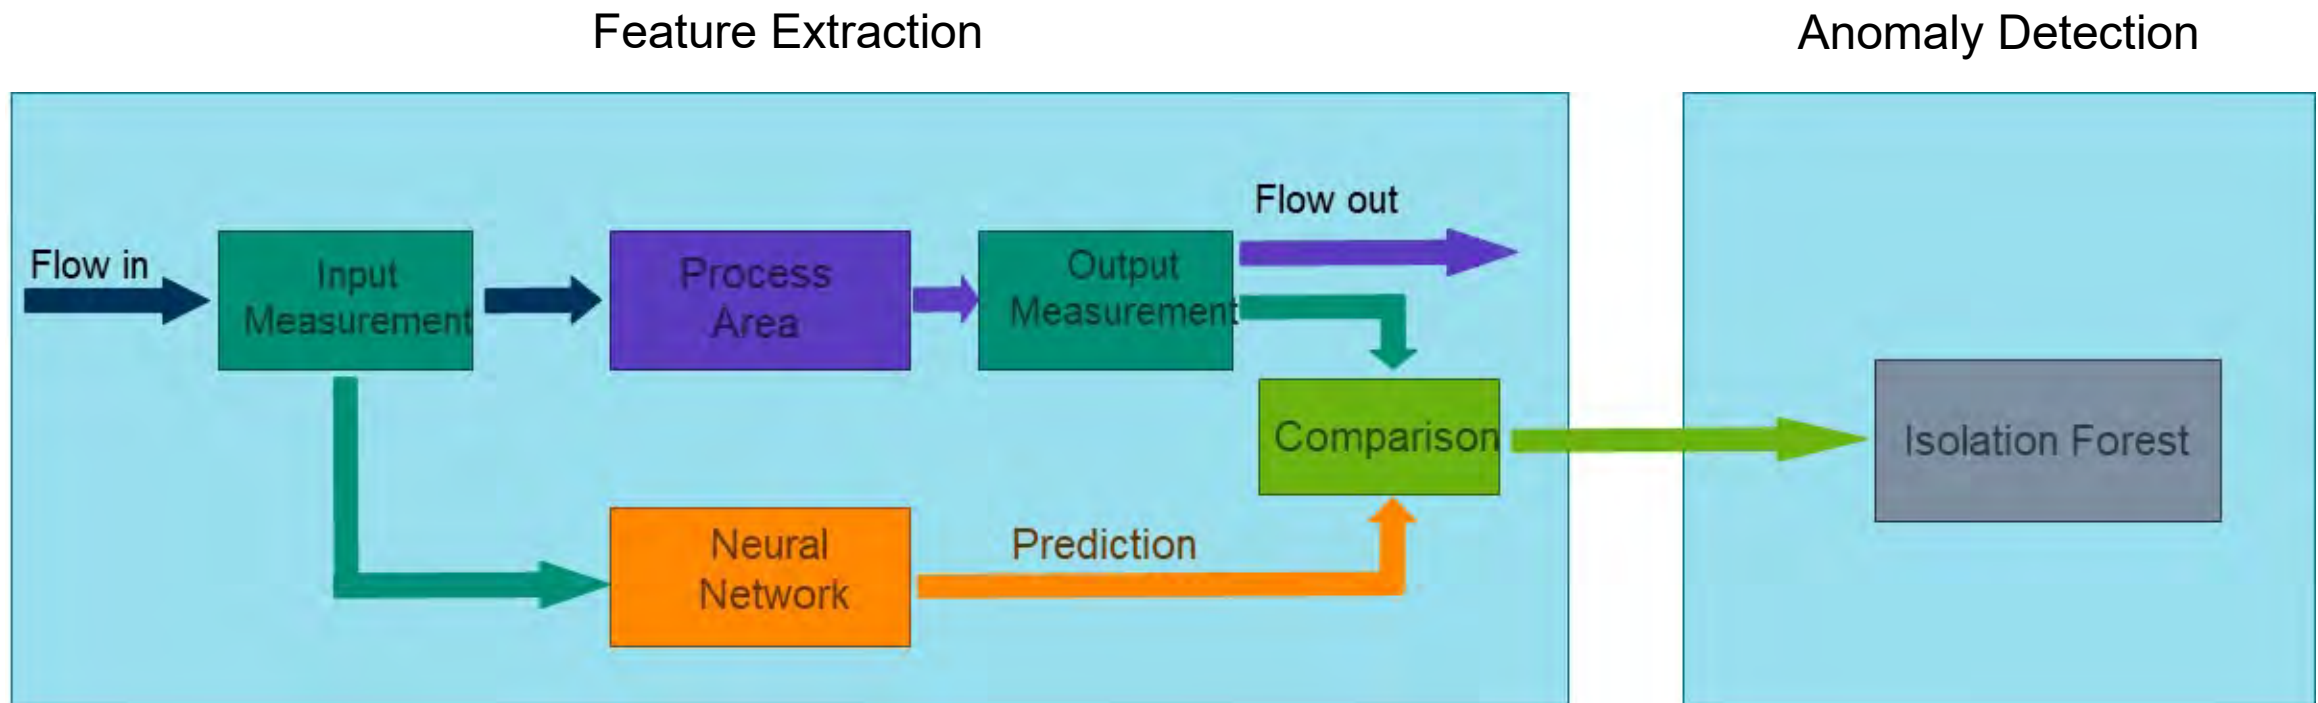 Feature Extraction
Anomaly Detection
Flow in
Input
Measurement
Process
Area
Output
Measurement
Flow out
Comparison
Isolation Forest
Neural
Network
Prediction